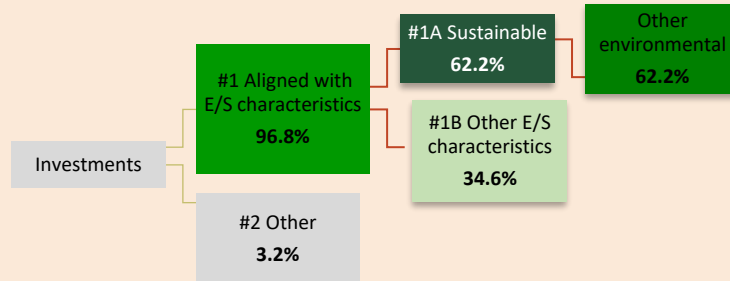 #1A Sustainable
62.2%
Other
environmental
62.2%
#1 Aligned with
E/S characteristics
96.8%
#1B Other E/S
characteristics
34.6%
Investments
#2 Other
3.2%